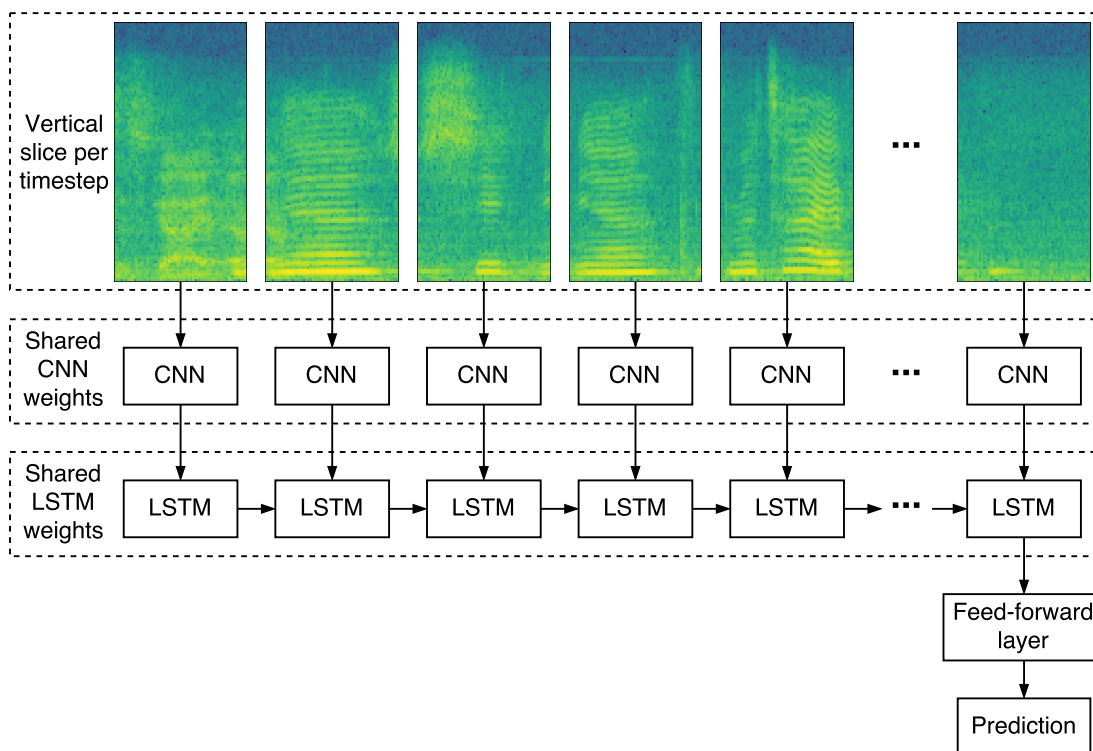 Vertical
slice per
timestep
...
Shared
CNN
weights
CNN CNN CNN CNN CNN ... CNN
Shared
LSTM
weights
LSTM LSTM LSTM LSTM LSTM ... LSTM
Feed-forward
layer
Prediction